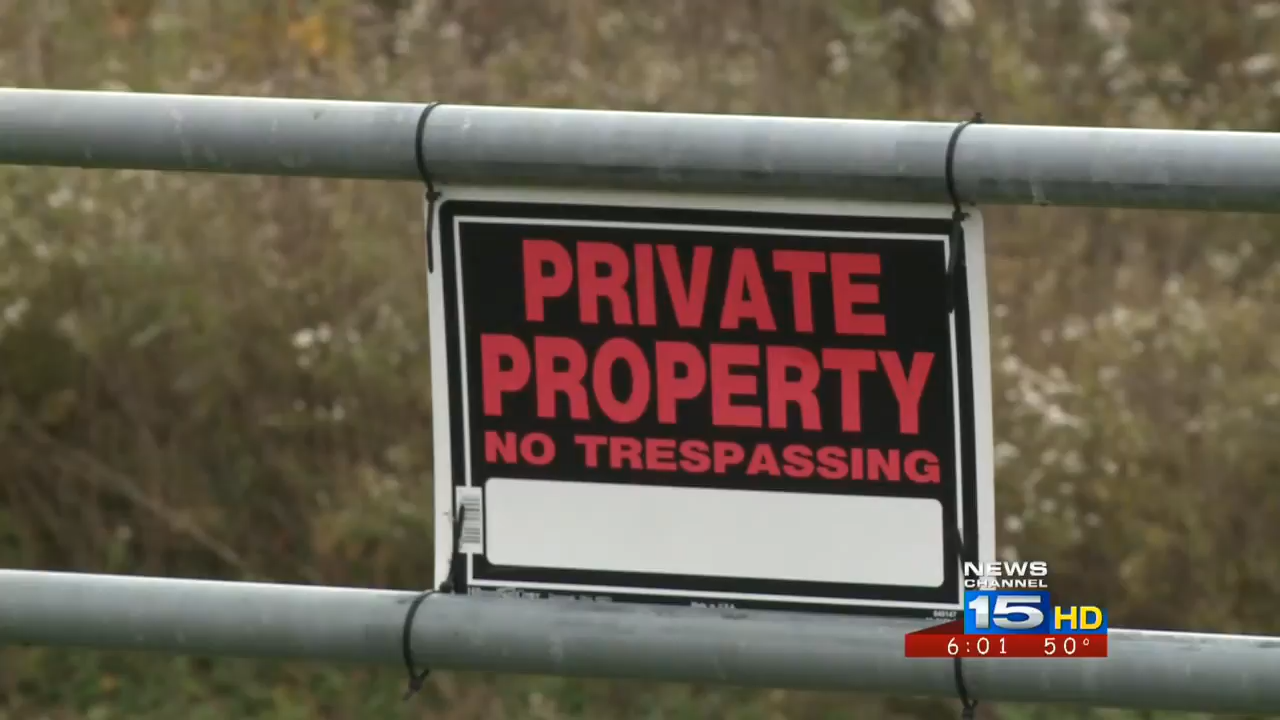 PRIVATE
PROPERTY
NO TRESPASSING
NEWS
CHANNEL
15 HD
6:01 50°